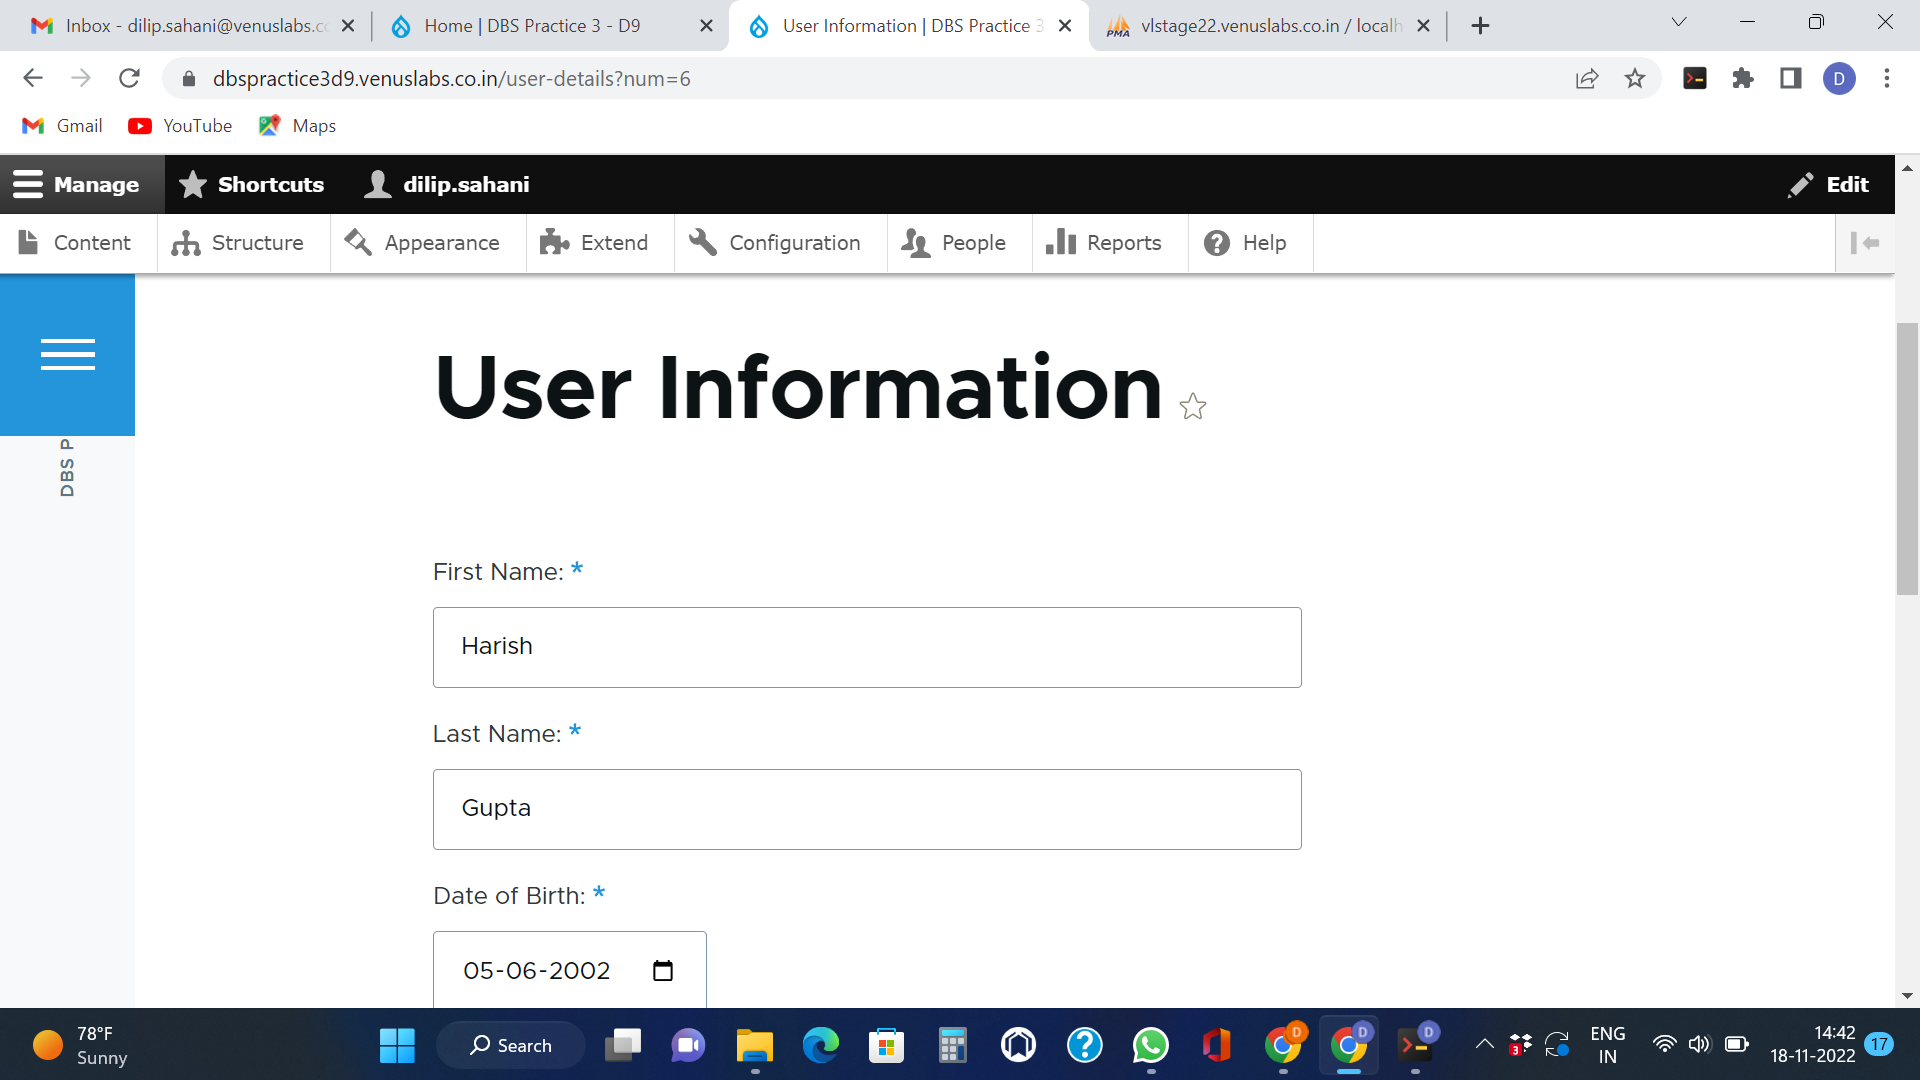 Inbox - dilip.sahani@venuslabs.co
Home | DBS Practice 3 - D9
User Information | DBS Practice 3
vlstage22.venuslabs.co.in / localh
dbspractice3d9.venuslabs.co.in/user-details?num=6
D
Gmail
YouTube
Maps
Manage
Shortcuts
dilip.sahani
Edit
Content
Structure
Appearance
Extend
Configuration
People
Reports
Help
DBS P
User Information
First Name: *
Harish
Last Name: *
Gupta
Date of Birth: *
05-06-2002
78°F
Sunny
Search
D
D
D
3
ENG
IN
14:42
18-11-2022
17
PMA